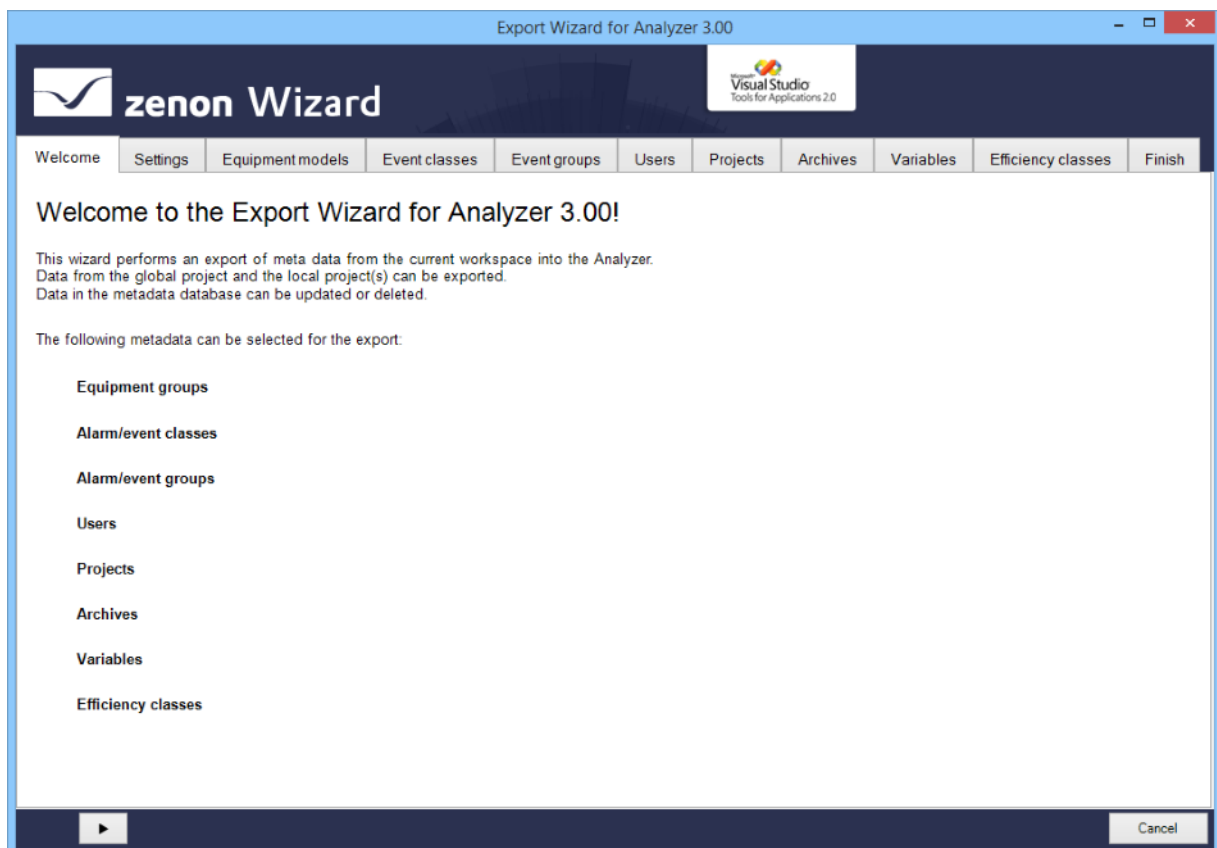 Export Wizard for Analyzer 3.00
zenon Wizard
Microsoft
Visual Studio
Tools for Applications 2.0
Welcome Settings Equipment models Event classes Event groups Users Projects Archives Variables Efficiency classes Finish
Welcome to the Export Wizard for Analyzer 3.00!
This wizard performs an export of meta data from the current workspace into the Analyzer.
Data from the global project and the local project(s) can be exported.
Data in the metadata database can be updated or deleted.
The following metadata can be selected for the export:
Equipment groups
Alarm/event classes
Alarm/event groups
Users
Projects
Archives
Variables
Efficiency classes
Cancel